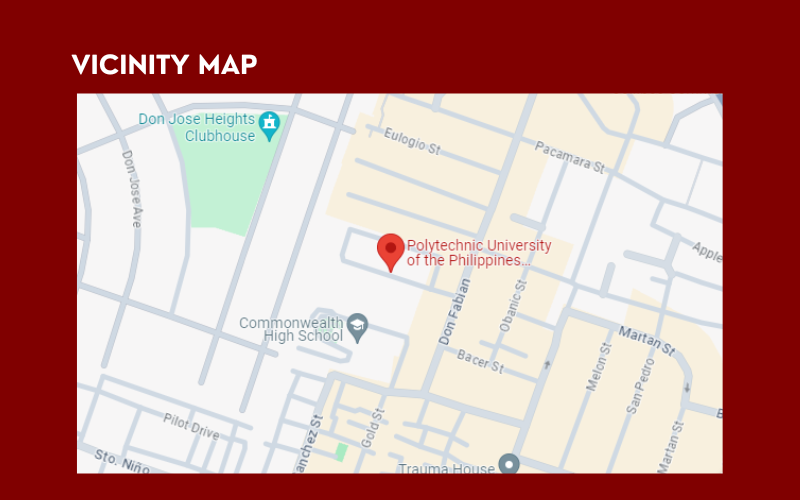 VICINITY MAP
Don Jose Heights
Clubhouse
Eulogio St
Pacamara St
Don Jose Ave
Polytechnic University
of the Philippines...
Apple
Don Fabian
Obanic St
Commonwealth
High School
Martan St
Bacer St
Melon St
San Pedro
Gold St
Pilot Drive
anchez St
Martan St
B
Sto. Niño
Trauma House